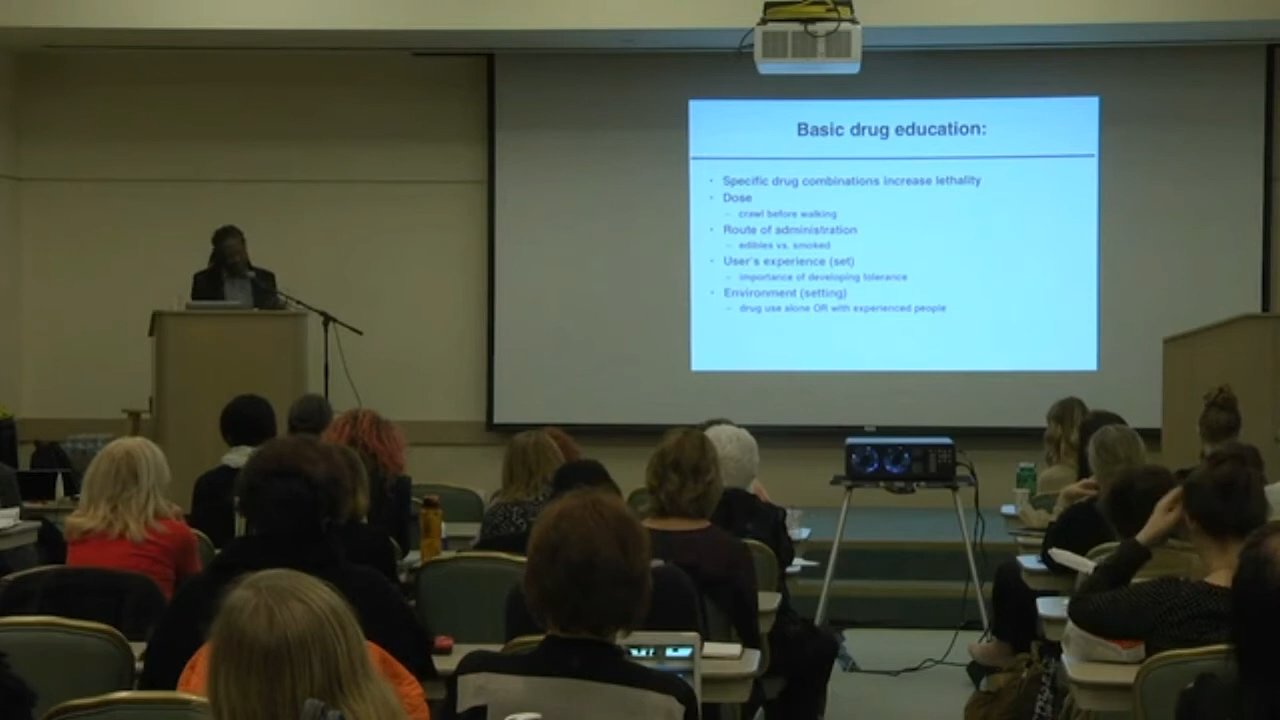 Basic drug education:
· Specific drug combinations increase lethality
· Dose
– crawl before walking
· Route of administration
– edibles vs. smoked
· User's experience (set)
– importance of developing tolerance
· Environment (setting)
– drug use alone OR with experienced people